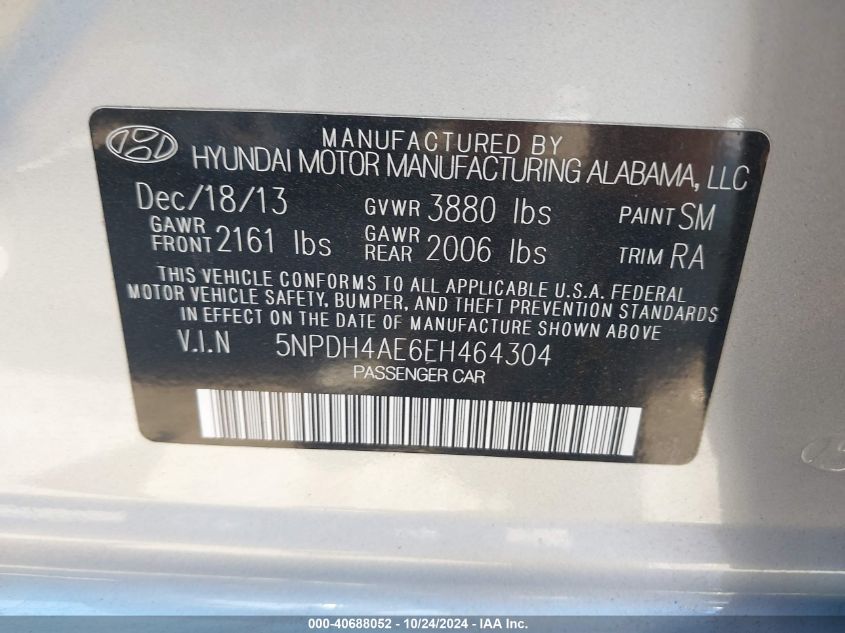 MANUFACTURED BY
HYUNDAI MOTOR MANUFACTURING ALABAMA, LLC
Dec/18/13 GVWR 3880 lbs PAINT SM
GAWR FRONT 2161 lbs GAWR REAR 2006 lbs TRIM RA
THIS VEHICLE CONFORMS TO ALL APPLICABLE U.S.A. FEDERAL
MOTOR VEHICLE SAFETY, BUMPER, AND THEFT PREVENTION STANDARDS
IN EFFECT ON THE DATE OF MANUFACTURE SHOWN ABOVE
V.I.N 5NPDH4AE6EH464304
PASSENGER CAR
000-40688052 - 10/24/2024 - IAA Inc.